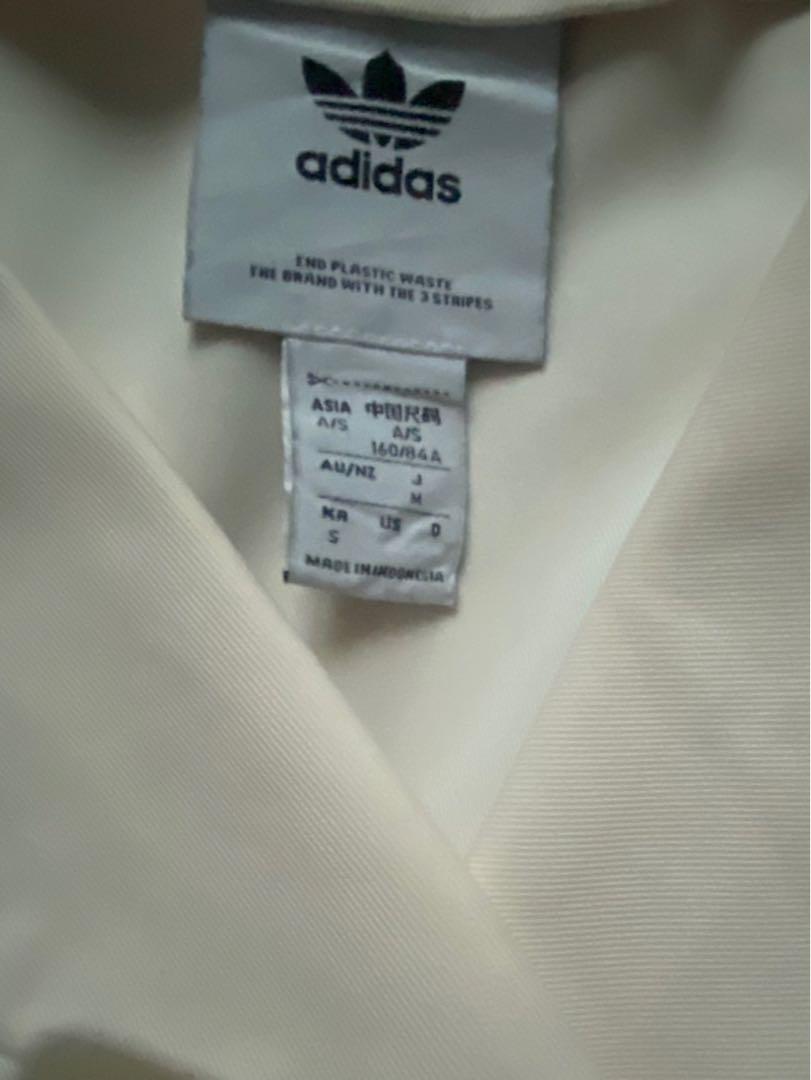 adidas
END PLASTIC WASTE
THE BRAND WITH THE 3 STRIPES
ASIA 中国尺码
A/S A/S
160/84A
AU/NZ J
M
KR US D
S
MADE IN INDONESIA